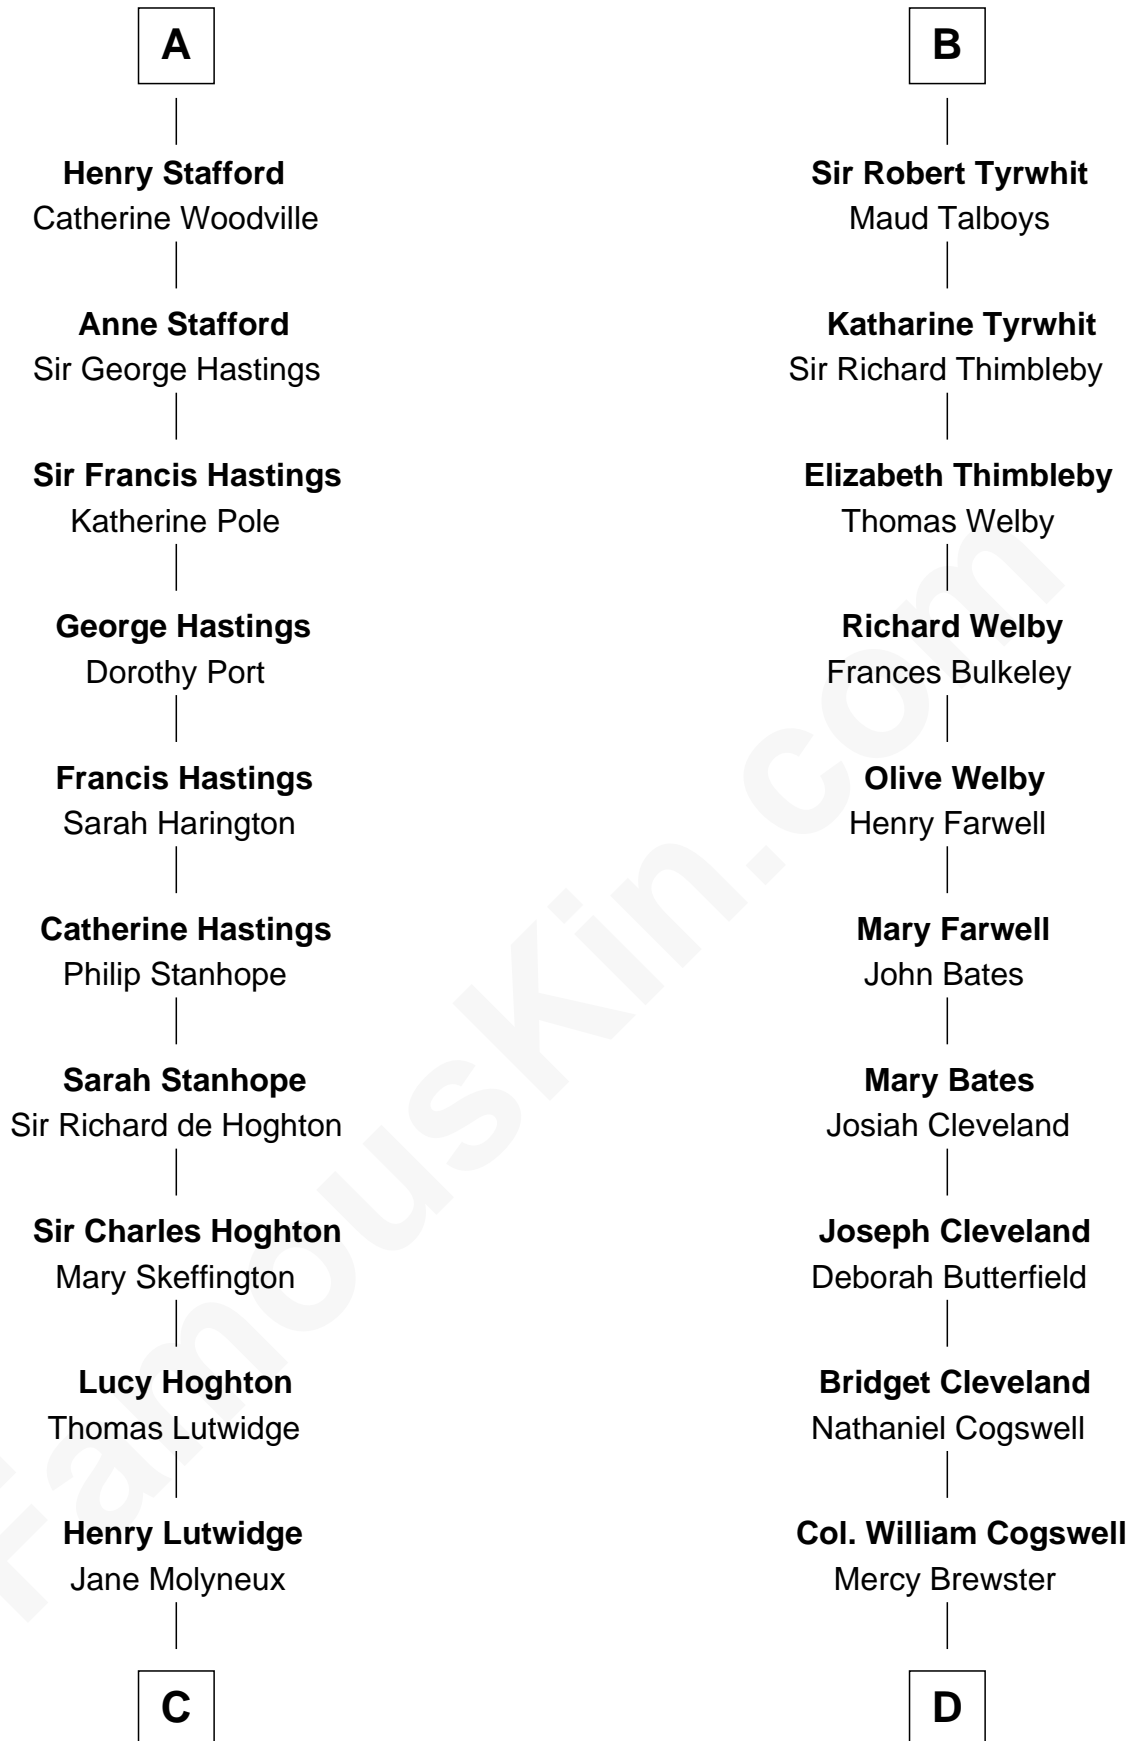 A
Henry Stafford
Catherine Woodville
Anne Stafford
Sir George Hastings
Sir Francis Hastings
Katherine Pole
George Hastings
Dorothy Port
Francis Hastings
Sarah Harington
Catherine Hastings
Philip Stanhope
Sarah Stanhope
Sir Richard de Hoghton
Sir Charles Hoghton
Mary Skeffington
Lucy Hoghton
Thomas Lutwidge
Henry Lutwidge
Jane Molyneux
C
B
Sir Robert Tyrwhit
Maud Talboys
Katharine Tyrwhit
Sir Richard Thimbleby
Elizabeth Thimbleby
Thomas Welby
Richard Welby
Frances Bulkeley
Olive Welby
Henry Farwell
Mary Farwell
John Bates
Mary Bates
Josiah Cleveland
Joseph Cleveland
Deborah Butterfield
Bridget Cleveland
Nathaniel Cogswell
Col. William Cogswell
Mercy Brewster
D
FamousKin.com